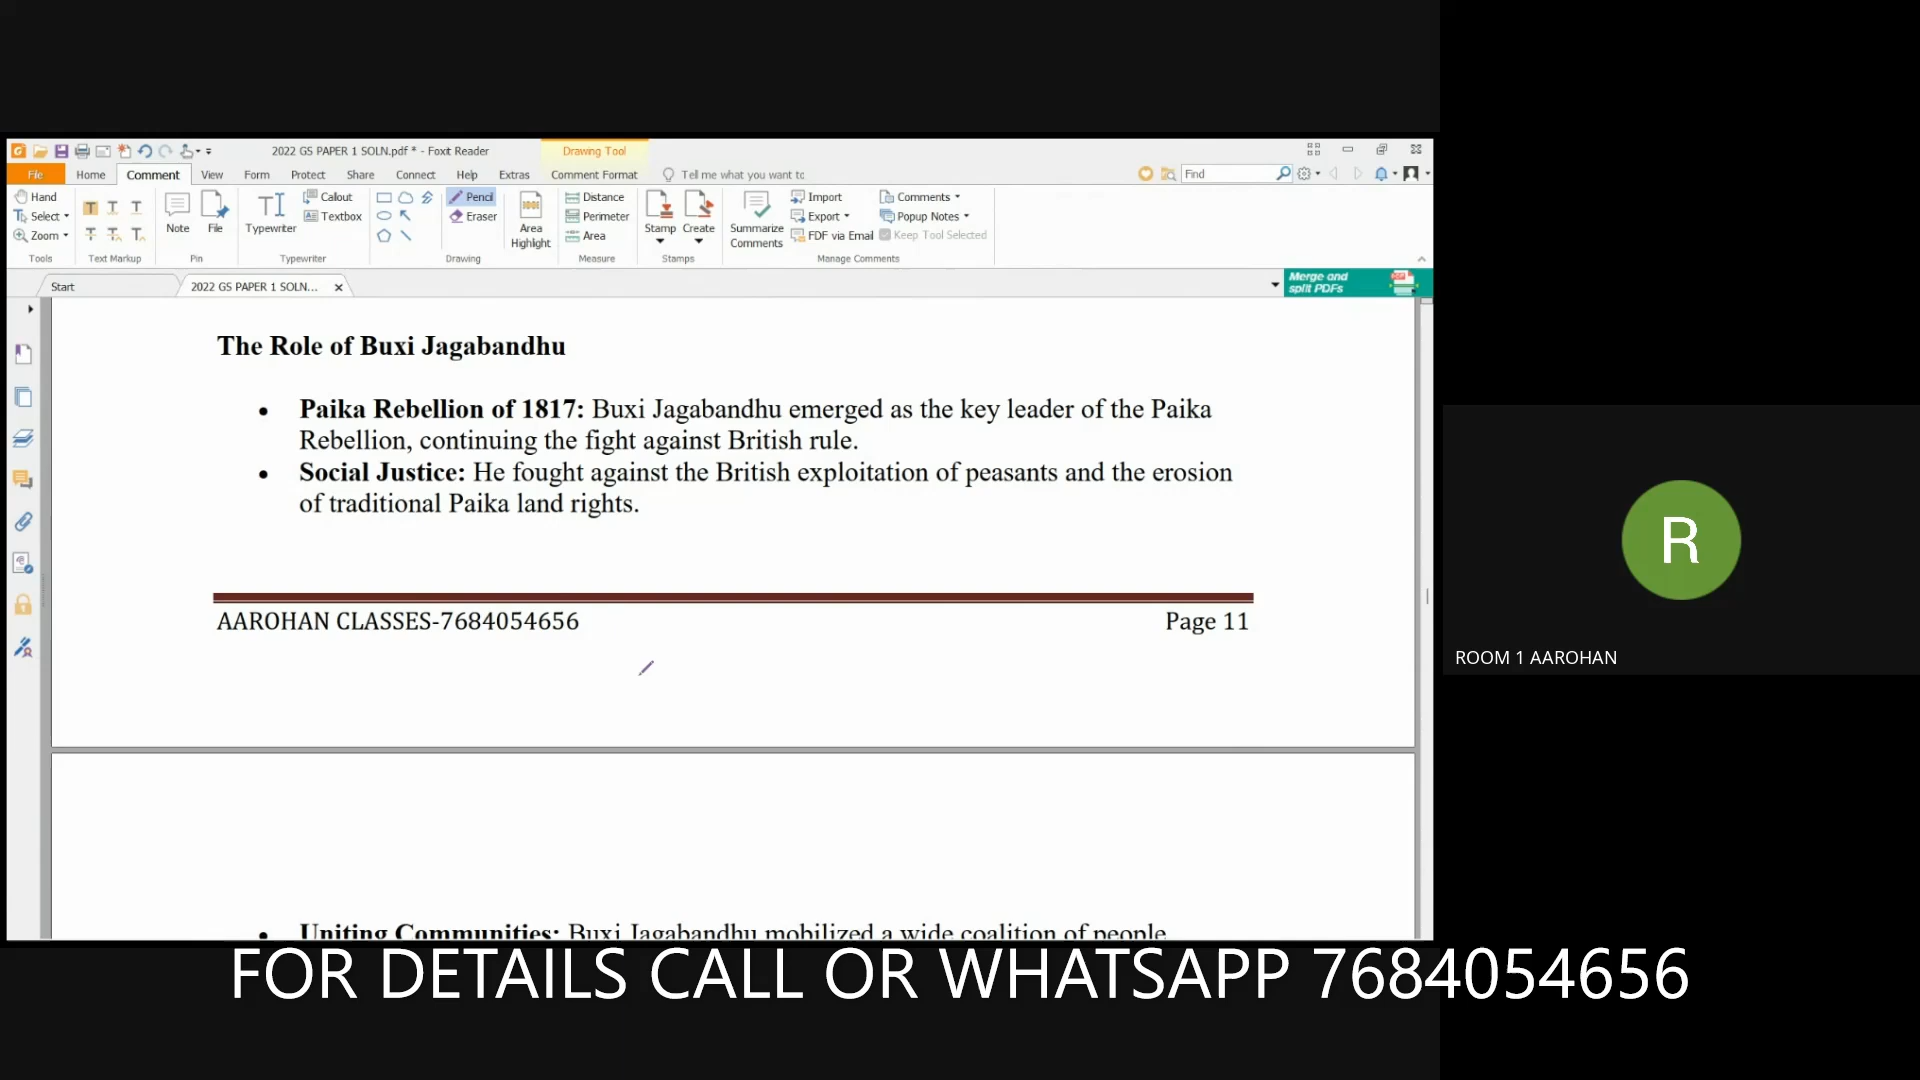 2022 GS PAPER 1 SOLN.pdf * - Foxit Reader
Drawing Tool
File Home Comment View Form Protect Share Connect Help Extras Comment Format Tell me what you want to Find
Hand
Select
Zoom
Tools
Text Markup
Note
File
Pin
Typewriter
Callout
Textbox
Typewriter
Pencil
Eraser
Drawing
Area
Highlight
Distance
Perimeter
Area
Measure
Stamp
Create
Stamps
Summarize
Comments
Import
Export
FDF via Email
Comments
Popup Notes
Keep Tool Selected
Manage Comments
Start
2022 GS PAPER 1 SOLN...
Merge and
split PDFs
The Role of Buxi Jagabandhu
• Paika Rebellion of 1817: Buxi Jagabandhu emerged as the key leader of the Paika
Rebellion, continuing the fight against British rule.
• Social Justice: He fought against the British exploitation of peasants and the erosion
of traditional Paika land rights.
AAROHAN CLASSES-7684054656 Page 11
• Uniting Communities: Buxi Jagabandhu mobilized a wide coalition of people
R
ROOM 1 AAROHAN
FOR DETAILS CALL OR WHATSAPP 7684054656